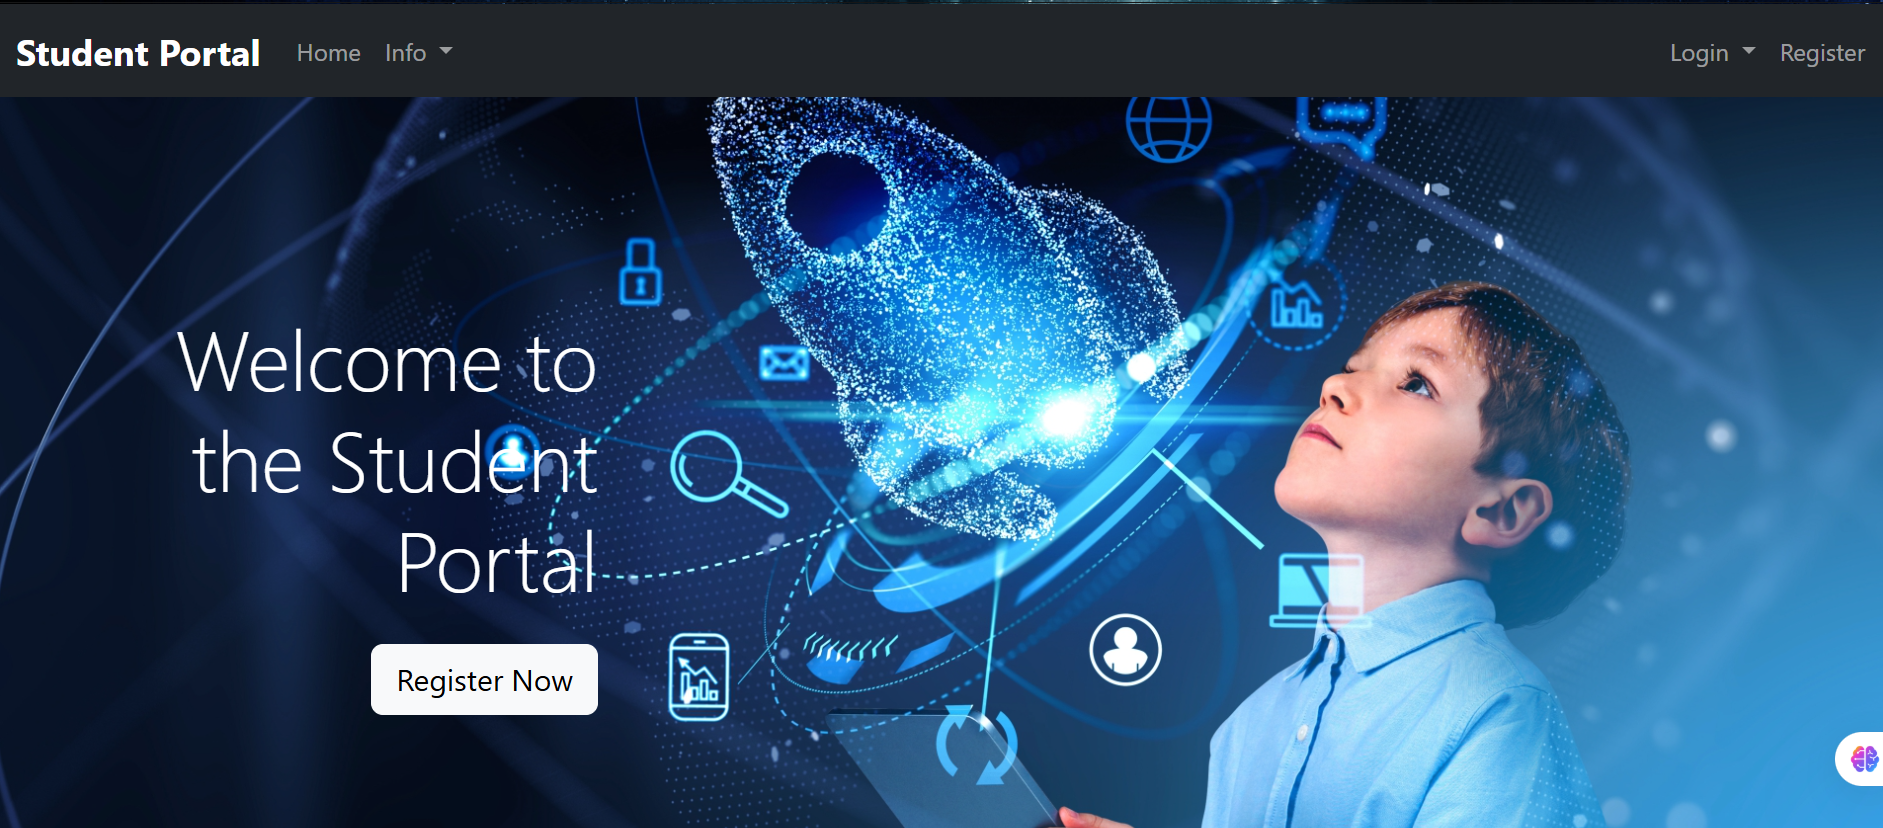 Student Portal Home Info Login Register
Welcome to
the Student
Portal
Register Now